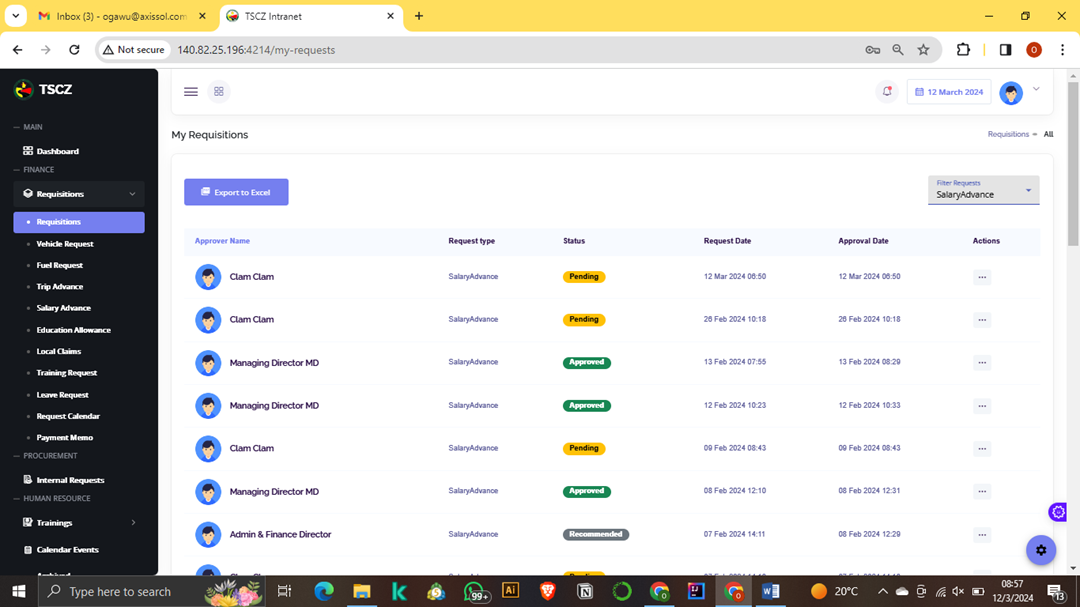 Inbox (3) - ogawu@axissol.com
TSCZ Intranet
Not secure
140.82.25.196:4214/my-requests
O
TSCZ
12 March 2024
MAIN
Dashboard
FINANCE
Requisitions
Requisitions
Vehicle Request
Fuel Request
Trip Advance
Salary Advance
Education Allowance
Local Claims
Training Request
Leave Request
Request Calendar
Payment Memo
PROCUREMENT
Internal Requests
HUMAN RESOURCE
Trainings
Calendar Events
My Requisitions
Requisitions - All
Export to Excel
Filter Requests
SalaryAdvance
Approver Name Request type Status Request Date Approval Date Actions
Clam Clam SalaryAdvance Pending 12 Mar 2024 06:50 12 Mar 2024 06:50 ...
Clam Clam SalaryAdvance Pending 26 Feb 2024 10:18 26 Feb 2024 10:18 ...
Managing Director MD SalaryAdvance Approved 13 Feb 2024 07:55 13 Feb 2024 08:29 ...
Managing Director MD SalaryAdvance Approved 12 Feb 2024 10:23 12 Feb 2024 10:33 ...
Clam Clam SalaryAdvance Pending 09 Feb 2024 08:43 09 Feb 2024 08:43 ...
Managing Director MD SalaryAdvance Approved 08 Feb 2024 12:10 08 Feb 2024 12:31 ...
Admin & Finance Director SalaryAdvance Recommended 07 Feb 2024 14:11 08 Feb 2024 12:29 ...
Type here to search
99+
Ai
20°C
08:57
12/3/2024
13